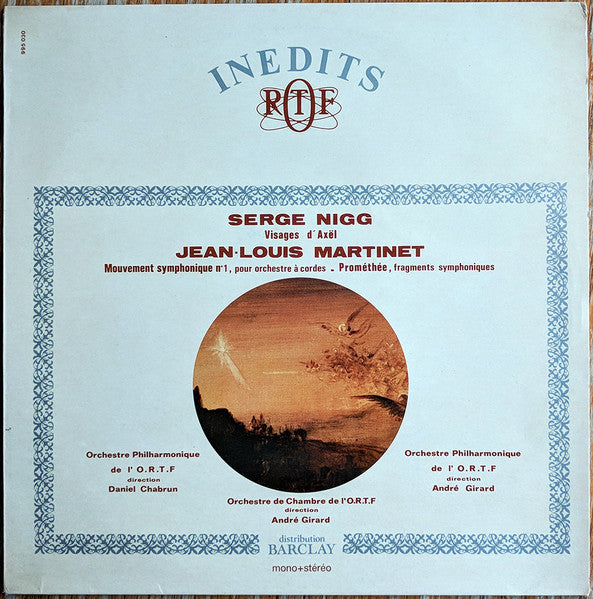 995 030
INEDITS
ORTF
SERGE NIGG
Visages d'Axël
JEAN-LOUIS MARTINET
Mouvement symphonique n°1, pour orchestre à cordes - Prométhée, fragments symphoniques
Orchestre Philharmonique
de l'O.R.T.F
direction
Daniel Chabrun
Orchestre de Chambre de l'O.R.T.F
direction
André Girard
Orchestre Philharmonique
de l'O.R.T.F
direction
André Girard
distribution
BARCLAY
mono+stéréo